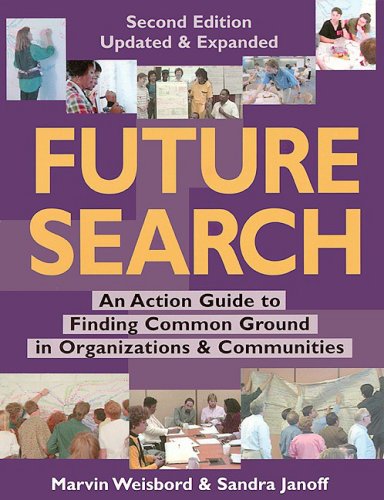 Second Edition
Updated & Expanded
FUTURE
SEARCH
An Action Guide to
Finding Common Ground
in Organizations & Communities
Marvin Weisbord & Sandra Janoff